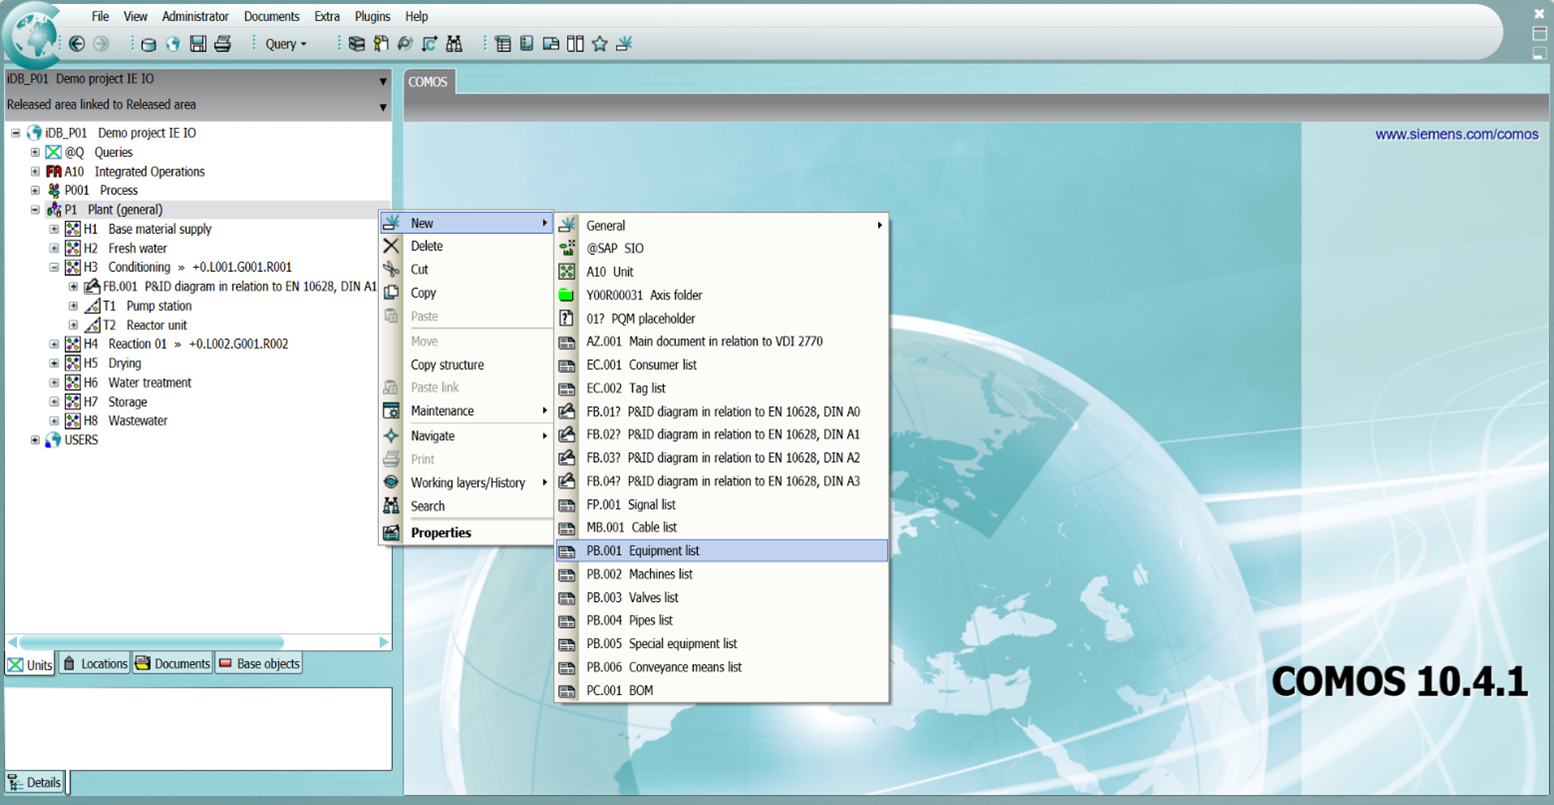 File View Administrator Documents Extra Plugins Help
Query
iDB_P01 Demo project IE IO
Released area linked to Released area
COMOS
www.siemens.com/comos
iDB_P01 Demo project IE IO
@Q Queries
A10 Integrated Operations
P001 Process
P1 Plant (general)
H1 Base material supply
H2 Fresh water
H3 Conditioning » +0.L001.G001.R001
FB.001 P&ID diagram in relation to EN 10628, DIN A1
T1 Pump station
T2 Reactor unit
H4 Reaction 01 » +0.L002.G001.R002
H5 Drying
H6 Water treatment
H7 Storage
H8 Wastewater
USERS
New
Delete
Cut
Copy
Paste
Move
Copy structure
Paste link
Maintenance
Navigate
Print
Working layers/History
Search
Properties
General
@SAP SIO
A10 Unit
Y00R00031 Axis folder
01? PQM placeholder
AZ.001 Main document in relation to VDI 2770
EC.001 Consumer list
EC.002 Tag list
FB.01? P&ID diagram in relation to EN 10628, DIN A0
FB.02? P&ID diagram in relation to EN 10628, DIN A1
FB.03? P&ID diagram in relation to EN 10628, DIN A2
FB.04? P&ID diagram in relation to EN 10628, DIN A3
FP.001 Signal list
MB.001 Cable list
PB.001 Equipment list
PB.002 Machines list
PB.003 Valves list
PB.004 Pipes list
PB.005 Special equipment list
PB.006 Conveyance means list
PC.001 BOM
Units Locations Documents Base objects
Details
COMOS 10.4.1